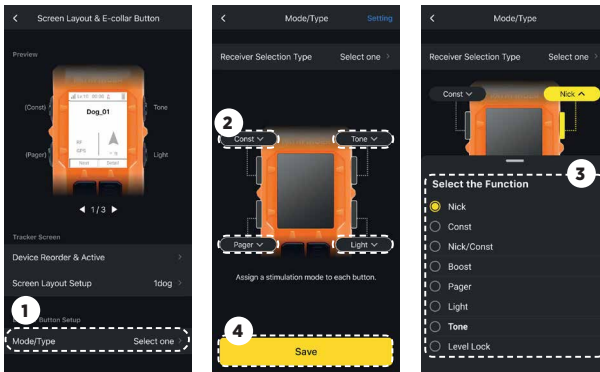 Screen Layout & E-collar Button
Preview
(Const)
Tone
Dog_01
(Pager)
Light
1/3
Tracker Screen
Device Reorder & Active
Screen Layout Setup
1dog
1
Button Setup
Mode/Type
Select one
Mode/Type
Setting
Receiver Selection Type
Select one
2
Const
Tone
Pager
Light
Assign a stimulation mode to each button.
4
Save
Mode/Type
Receiver Selection Type
Select one
Const
Nick
3
Select the Function
Nick
Const
Nick/Const
Boost
Pager
Light
Tone
Level Lock